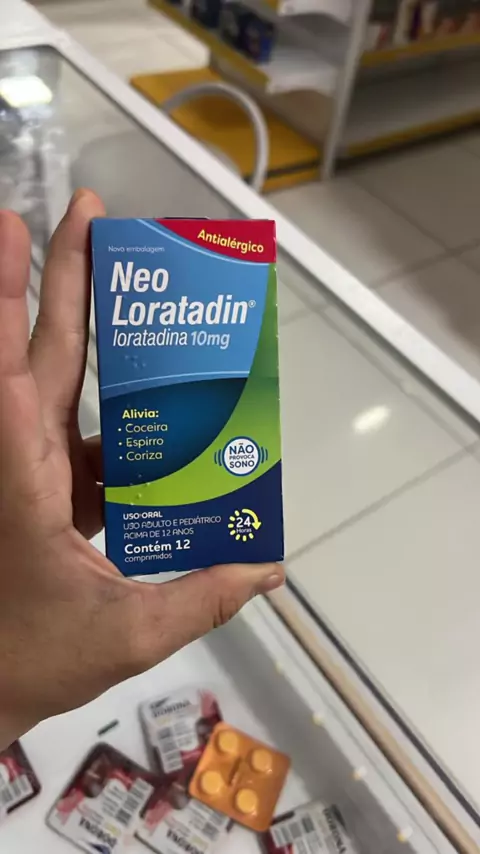 Nova embalagem
Antialérgico
Neo
Loratadin®
loratadina 10mg
Alivia:
• Coceira
• Espirro
• Coriza
NÃO
PROVOCA
SONO
USO ORAL
USO ADULTO E PEDIÁTRICO
ACIMA DE 12 ANOS
Contém 12
comprimidos
24
Horas